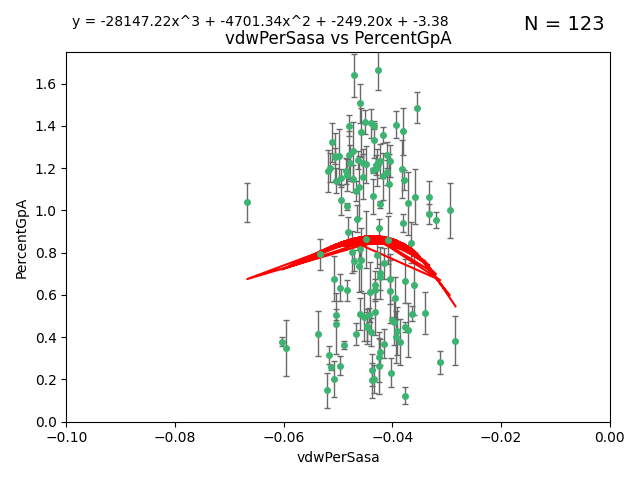 y = -28147.22x^3 + -4701.34x^2 + -249.20x + -3.38
N = 123
vdwPerSasa vs PercentGpA
PercentGpA
1.6
1.4
1.2
1.0
0.8
0.6
0.4
0.2
0.0
−0.10 −0.08 −0.06 −0.04 −0.02 0.00
vdwPerSasa